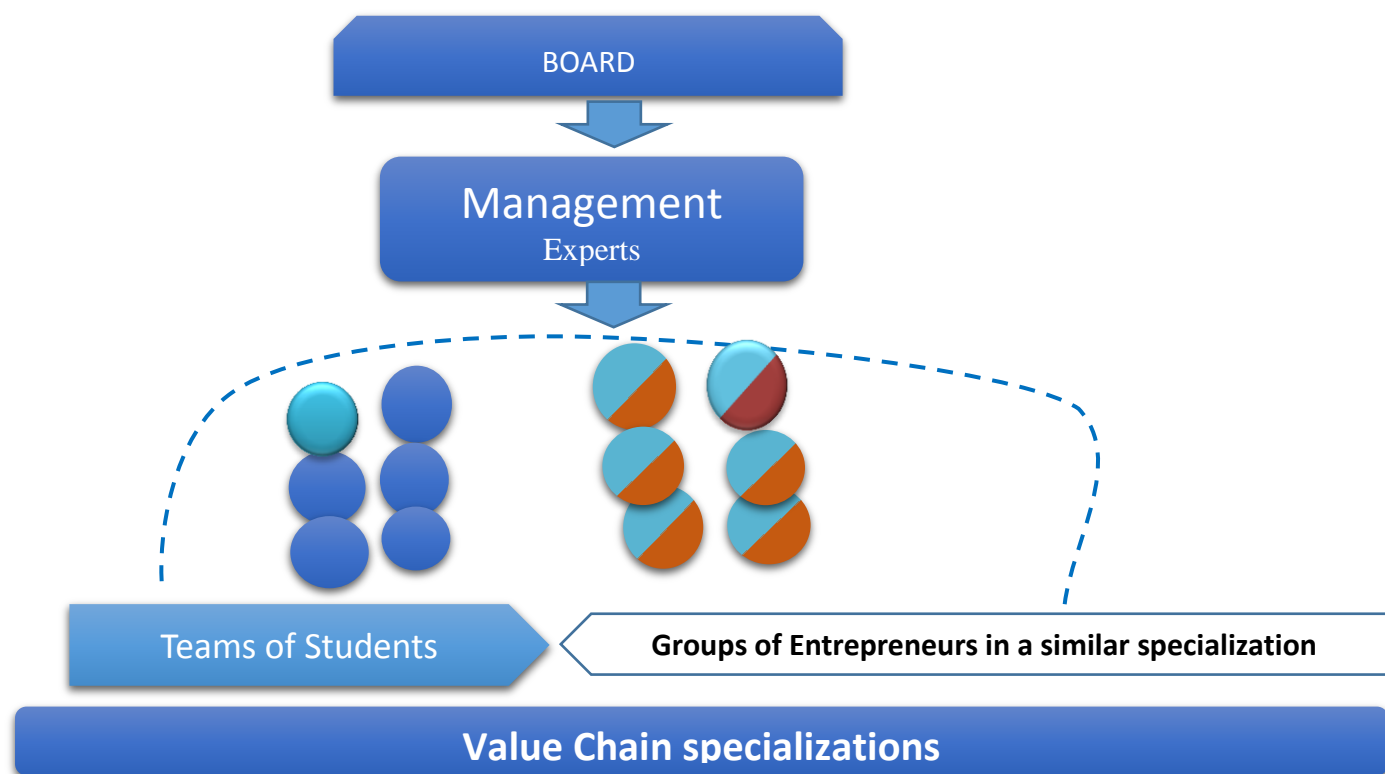 BOARD
Management
Experts
Teams of Students
Groups of Entrepreneurs in a similar specialization
Value Chain specializations